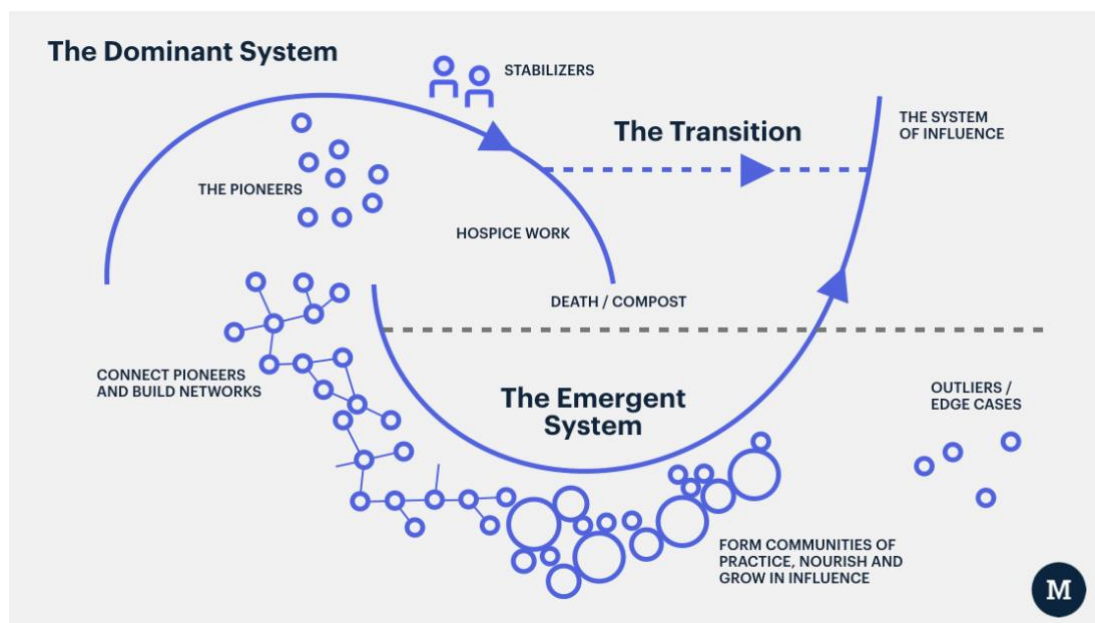 The Dominant System
STABILIZERS
The Transition
THE SYSTEM
OF INFLUENCE
THE PIONEERS
HOSPICE WORK
DEATH / COMPOST
CONNECT PIONEERS
AND BUILD NETWORKS
The Emergent
System
OUTLIERS /
EDGE CASES
FORM COMMUNITIES OF
PRACTICE, NOURISH AND
GROW IN INFLUENCE
M